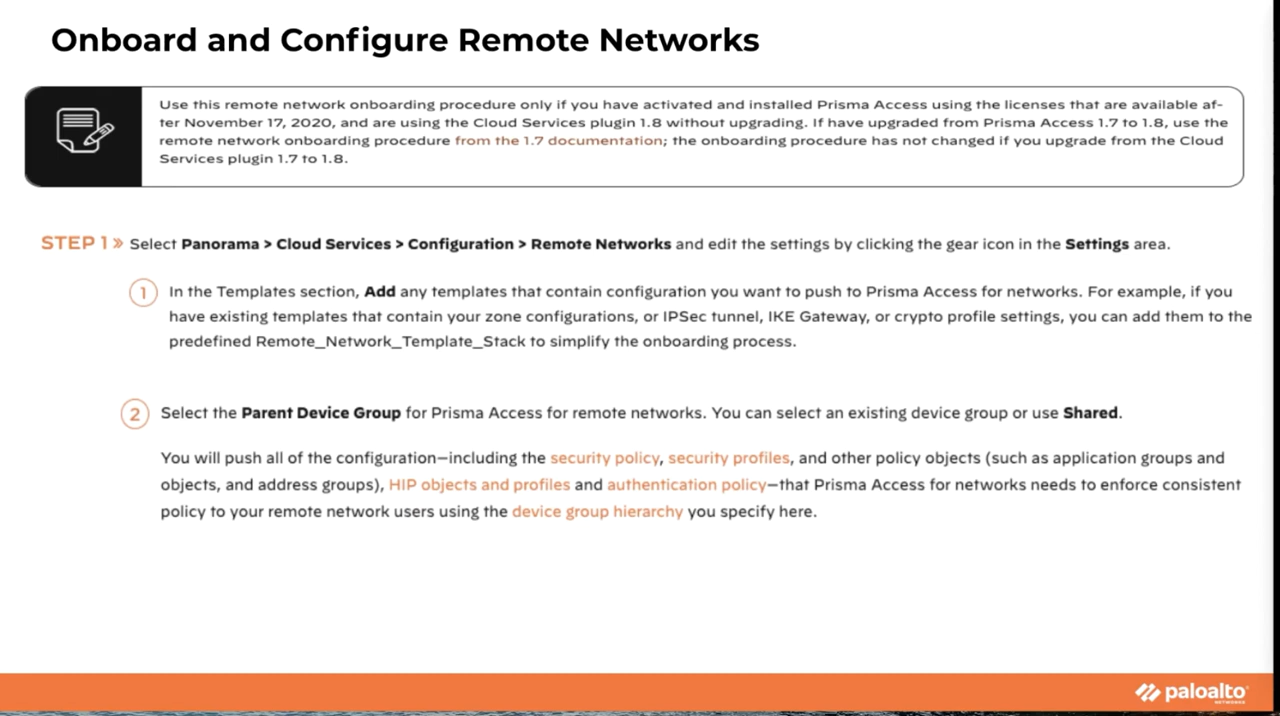 Onboard and Configure Remote Networks
Use this remote network onboarding procedure only if you have activated and installed Prisma Access using the licenses that are available af-
ter November 17, 2020, and are using the Cloud Services plugin 1.8 without upgrading. If have upgraded from Prisma Access 1.7 to 1.8, use the
remote network onboarding procedure from the 1.7 documentation; the onboarding procedure has not changed if you upgrade from the Cloud
Services plugin 1.7 to 1.8.
STEP 1 » Select Panorama > Cloud Services > Configuration > Remote Networks and edit the settings by clicking the gear icon in the Settings area.
1 In the Templates section, Add any templates that contain configuration you want to push to Prisma Access for networks. For example, if you
have existing templates that contain your zone configurations, or IPSec tunnel, IKE Gateway, or crypto profile settings, you can add them to the
predefined Remote_Network_Template_Stack to simplify the onboarding process.
2 Select the Parent Device Group for Prisma Access for remote networks. You can select an existing device group or use Shared.
You will push all of the configuration—including the security policy, security profiles, and other policy objects (such as application groups and
objects, and address groups), HIP objects and profiles and authentication policy—that Prisma Access for networks needs to enforce consistent
policy to your remote network users using the device group hierarchy you specify here.
paloalto
NETWORKS